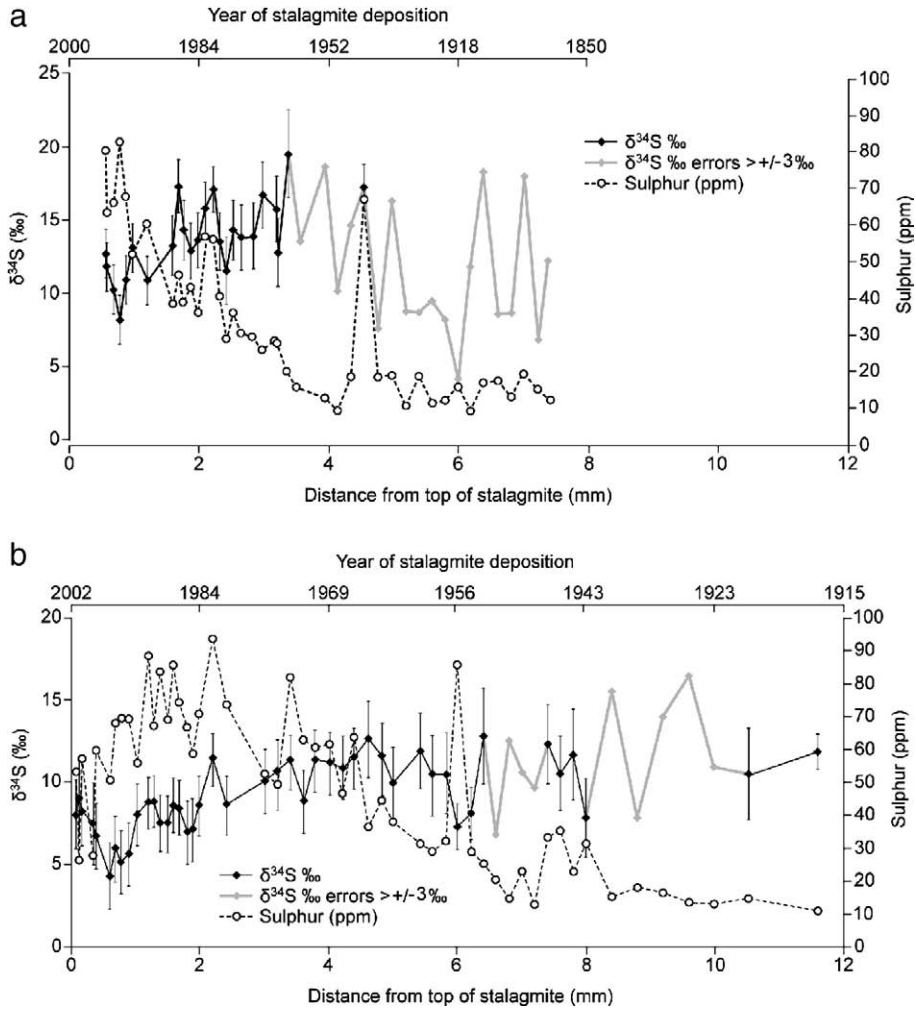 a
Year of stalagmite deposition
2000 1984 1952 1918 1850
25 100
90
20 80
70
15 60
50
10 40
30
5 20
10
0 0
δ34S (‰)
Sulphur (ppm)
δ34S ‰
δ34S ‰ errors >+/-3‰
Sulphur (ppm)
0 2 4 6 8 10 12
Distance from top of stalagmite (mm)
b
Year of stalagmite deposition
2002 1984 1969 1956 1943 1923 1915
20 100
90
80
15 70
60
10 50
40
5 30
20
10
0 0
δ34S (‰)
Sulphur (ppm)
δ34S ‰
δ34S ‰ errors >+/-3‰
Sulphur (ppm)
0 2 4 6 8 10 12
Distance from top of stalagmite (mm)